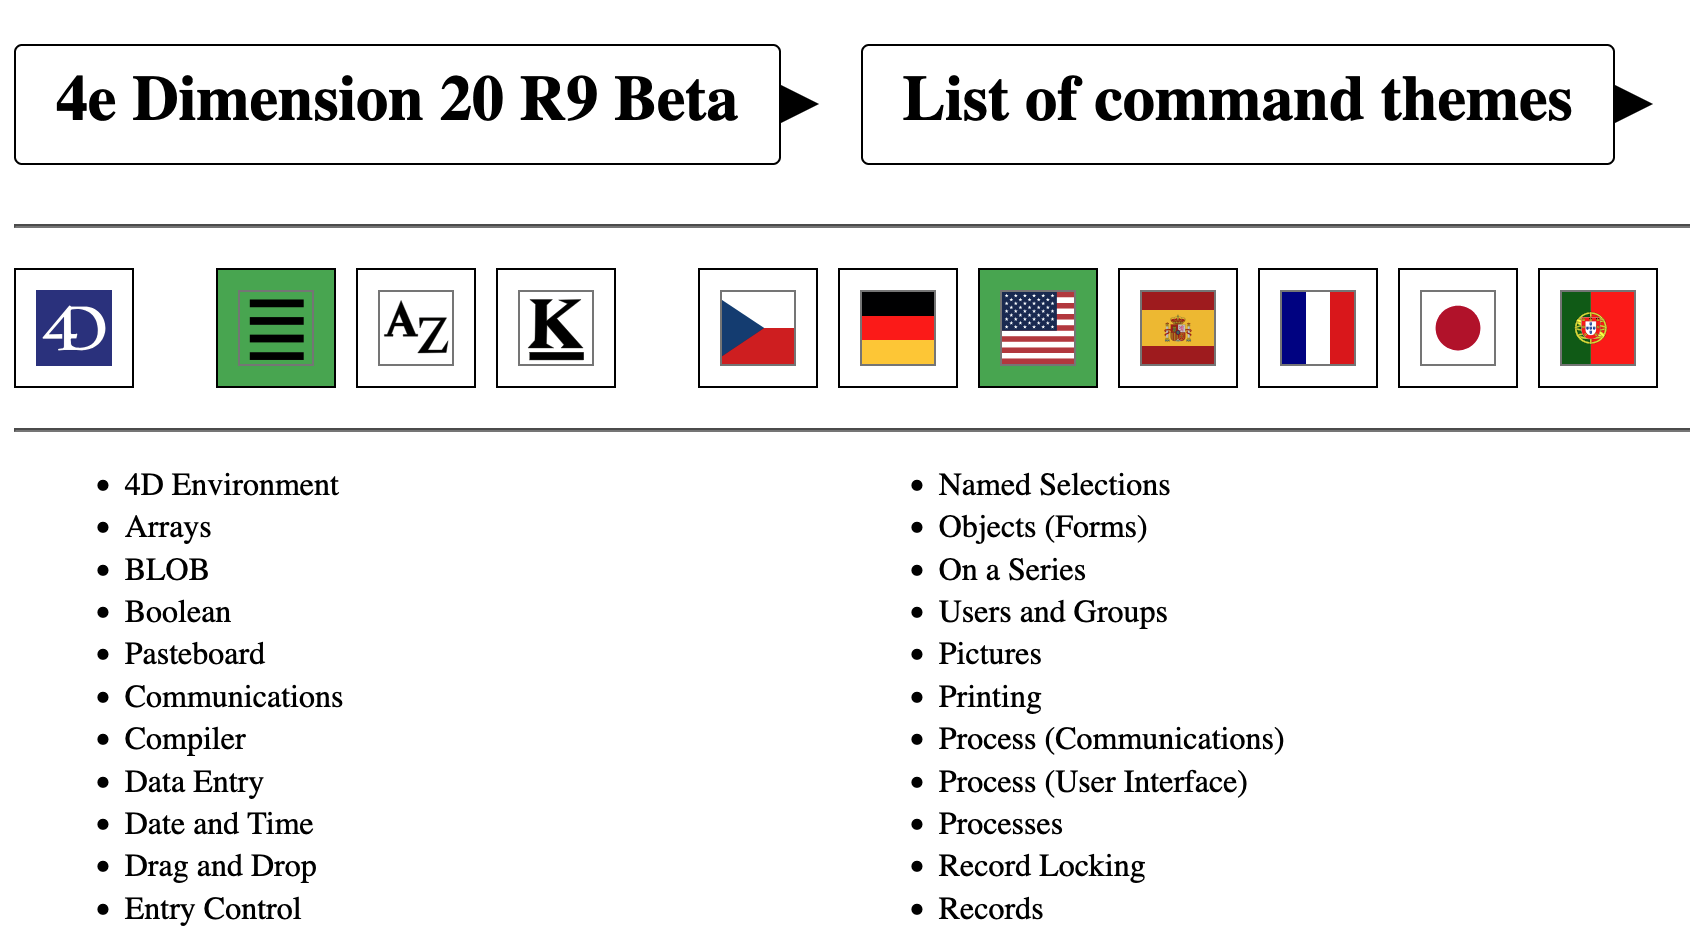 4e Dimension 20 R9 Beta
List of command themes
4D
AZ
K
4D Environment
Arrays
BLOB
Boolean
Pasteboard
Communications
Compiler
Data Entry
Date and Time
Drag and Drop
Entry Control
Named Selections
Objects (Forms)
On a Series
Users and Groups
Pictures
Printing
Process (Communications)
Process (User Interface)
Processes
Record Locking
Records